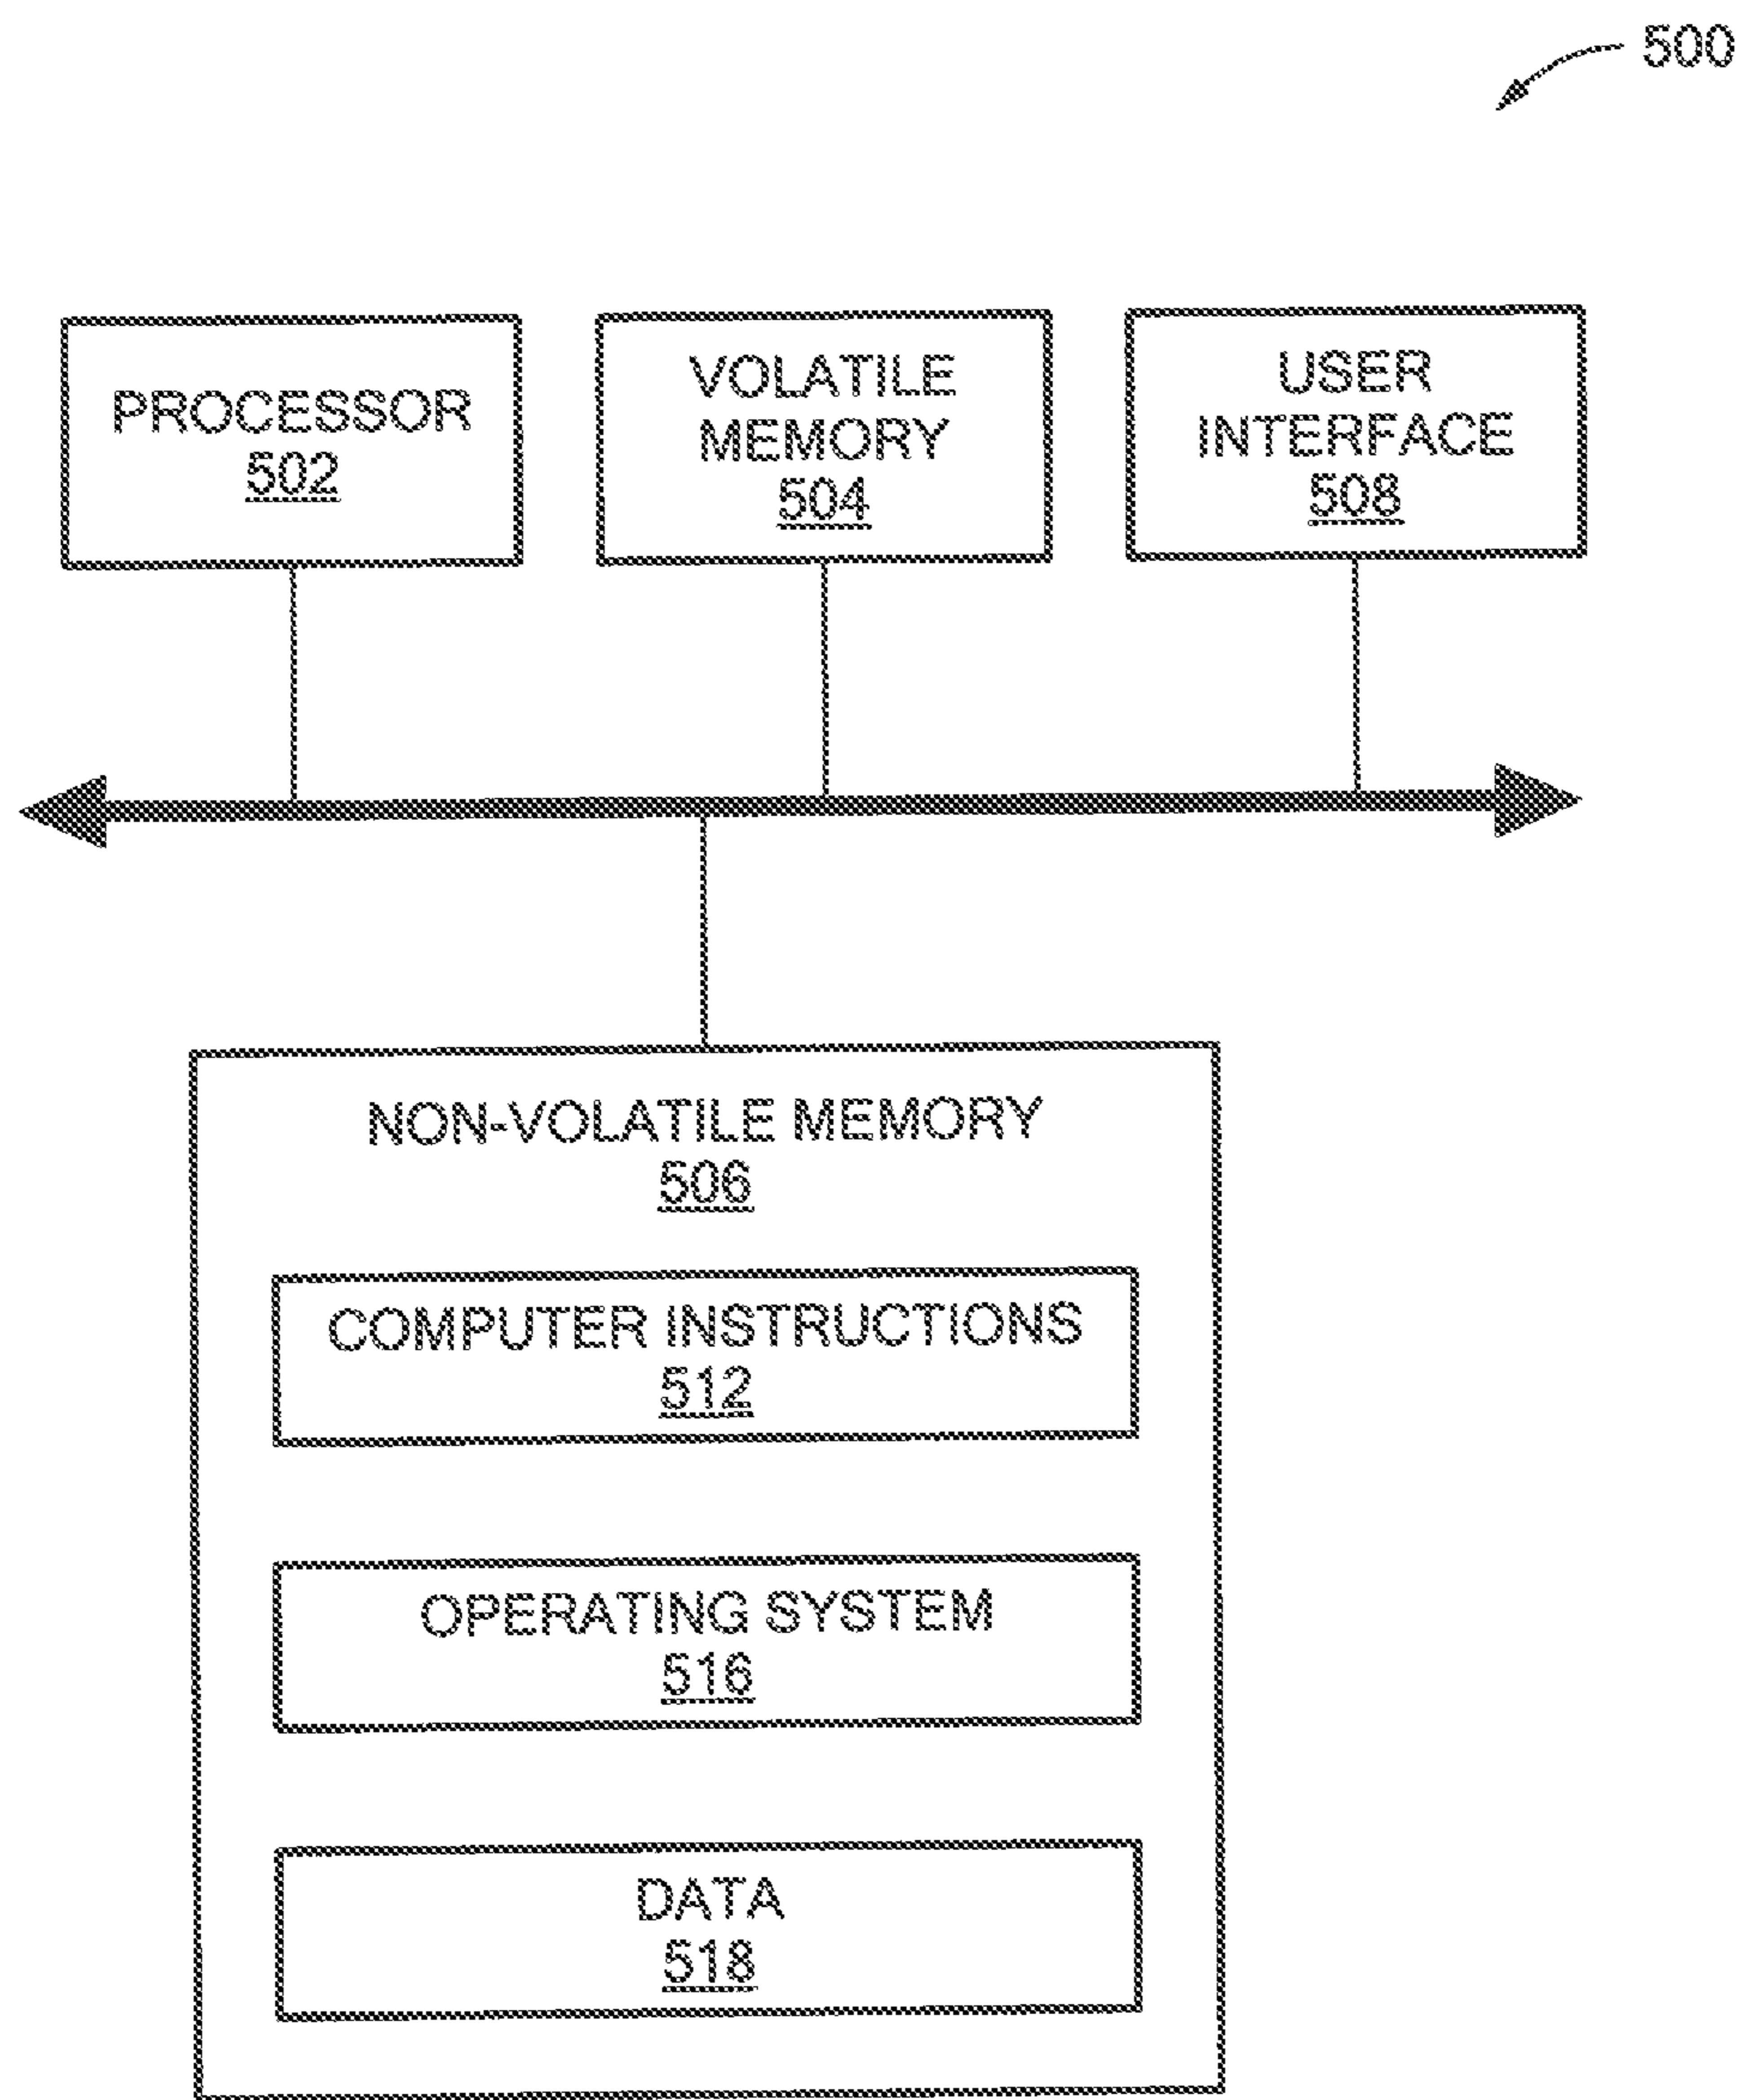 500
PROCESSOR
502
VOLATILE
MEMORY
504
USER
INTERFACE
508
NON-VOLATILE MEMORY
506
COMPUTER INSTRUCTIONS
512
OPERATING SYSTEM
516
DATA
518